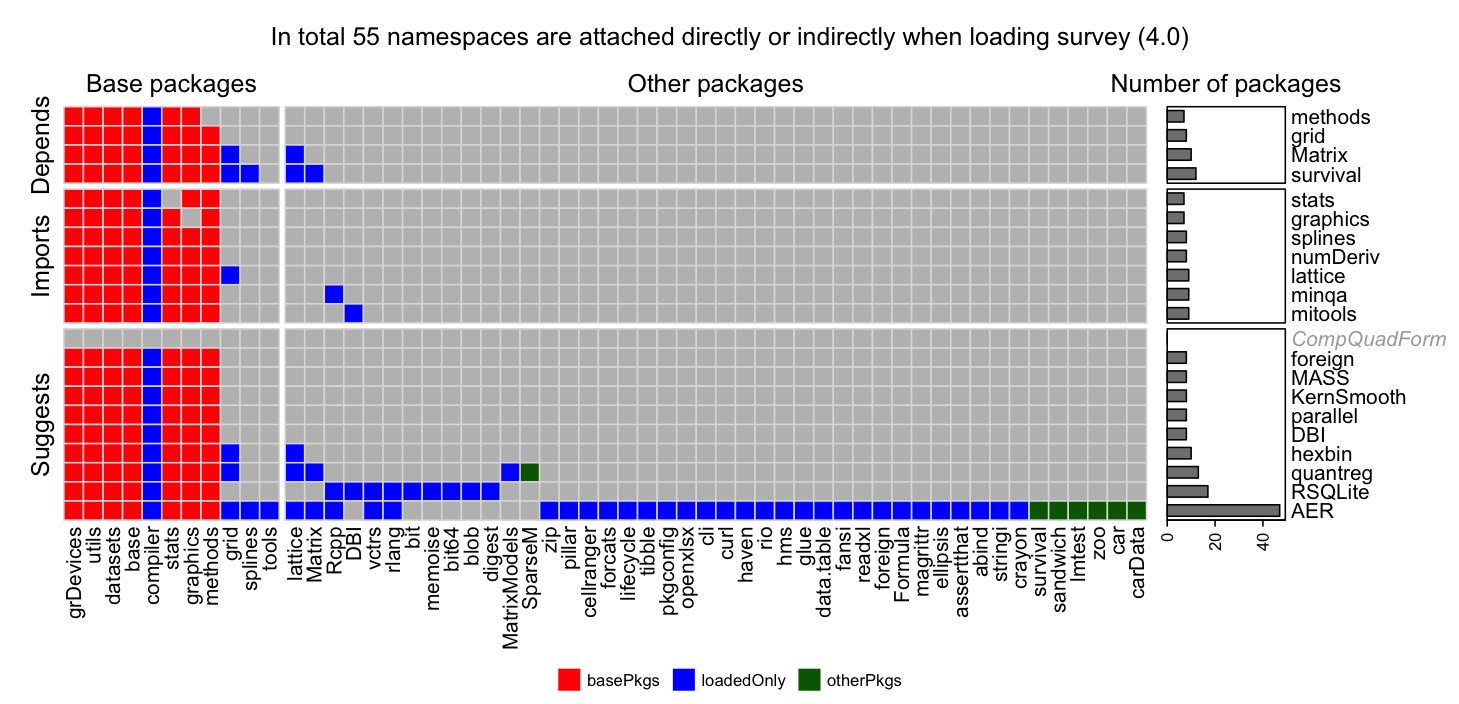 In total 55 namespaces are attached directly or indirectly when loading survey (4.0)
Base packages
Other packages
Number of packages
Depends
methods
grid
Matrix
survival
Imports
stats
graphics
splines
numDeriv
lattice
minqa
mitools
Suggests
CompQuadForm
foreign
MASS
KernSmooth
parallel
DBI
hexbin
quantreg
RSQLite
AER
0
20
40
grDevices
utils
datasets
base
compiler
stats
graphics
methods
grid
splines
tools
lattice
Matrix
Rcpp
DBI
vctrs
rlang
bit
memoise
bit64
blob
digest
MatrixModels
SparseM
zip
pillar
cellranger
forcats
lifecycle
tibble
pkgconfig
openxlsx
cli
curl
haven
rio
hms
glue
data.table
fansi
readxl
foreign
Formula
magrittr
ellipsis
assertthat
abind
stringi
crayon
survival
sandwich
lmtest
zoo
car
carData
basePkgs
loadedOnly
otherPkgs